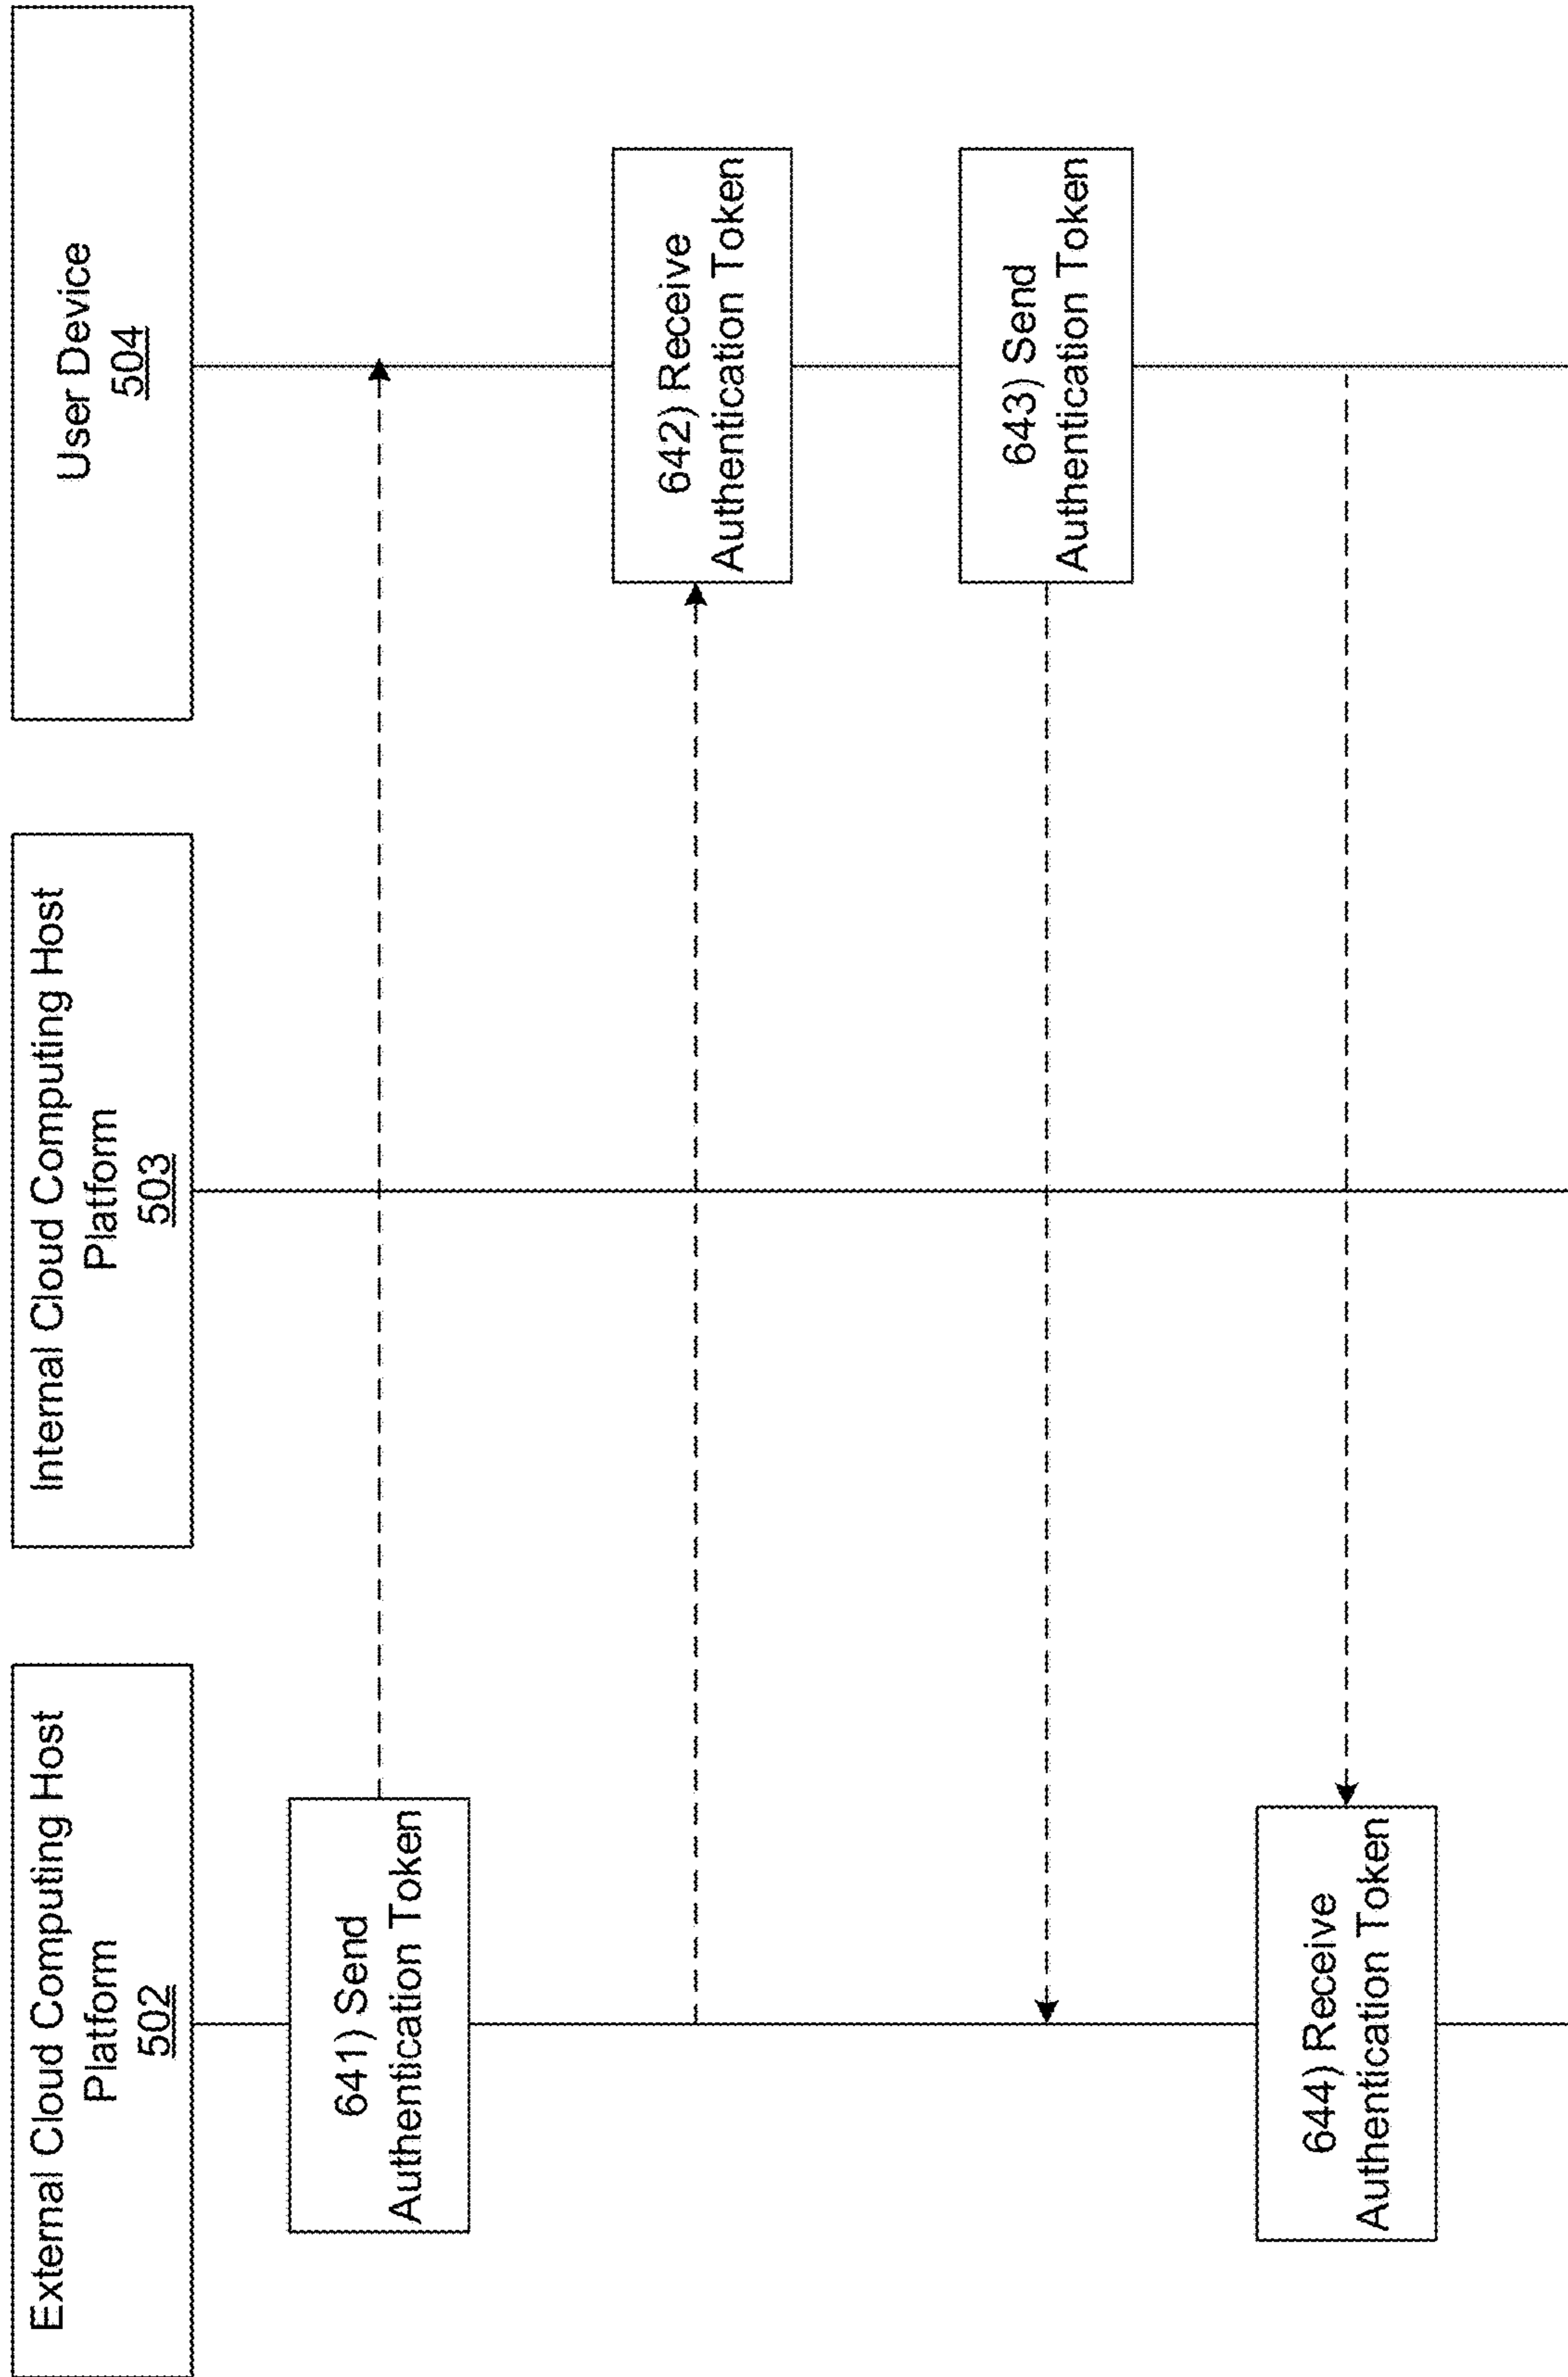 External Cloud Computing Host
Platform
502
Internal Cloud Computing Host
Platform
503
User Device
504
641) Send
Authentication Token
642) Receive
Authentication Token
643) Send
Authentication Token
644) Receive
Authentication Token